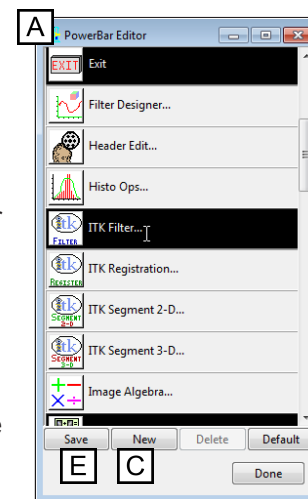 A
PowerBar Editor
EXIT Exit
Filter Designer...
Header Edit...
Histo Ops...
itk FILTER ITK Filter...
itk REGISTER ITK Registration...
itk SEGMENT 2-D ITK Segment 2-D...
itk SEGMENT 3-D ITK Segment 3-D...
Image Algebra...
Save New Delete Default
E C
Done